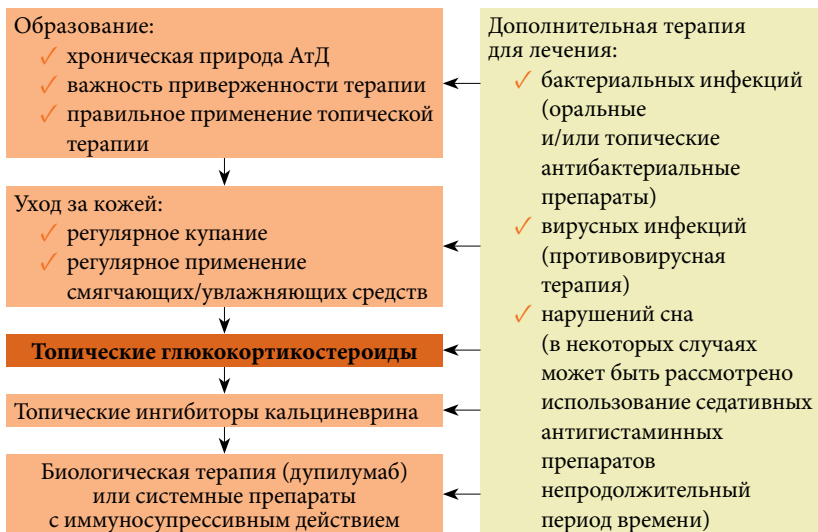 Образование:
✓ хроническая природа АтД
✓ важность приверженности терапии
✓ правильное применение топической
терапии
Уход за кожей:
✓ регулярное купание
✓ регулярное применение
смягчающих/увлажняющих средств
Топические глюкокортикостероиды
Топические ингибиторы кальциневрина
Биологическая терапия (дупилумаб)
или системные препараты
с иммуносупрессивным действием
Дополнительная терапия
для лечения:
✓ бактериальных инфекций
(оральные
и/или топические
антибактериальные
препараты)
✓ вирусных инфекций
(противовирусная
терапия)
✓ нарушений сна
(в некоторых случаях
может быть рассмотрено
использование седативных
антигистаминных
препаратов
непродолжительный
период времени)